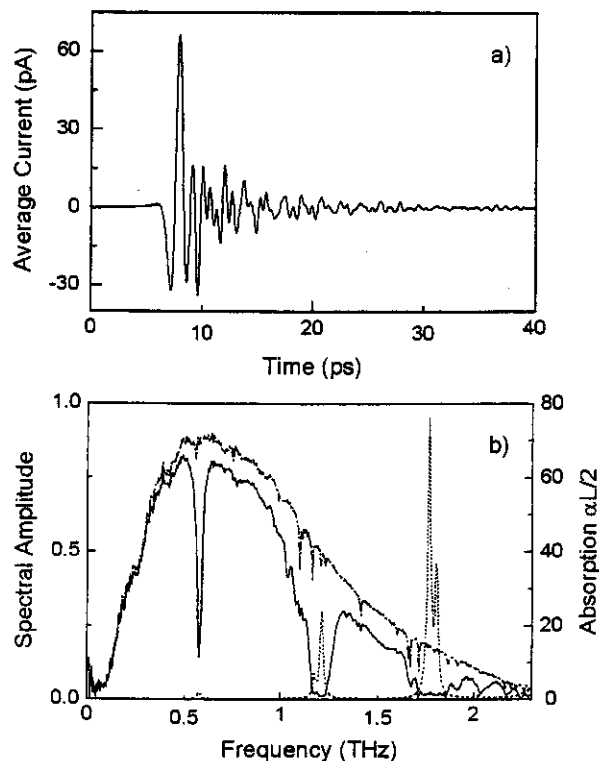 a)
60
30
0
-30
Average Current (pA)
0 10 20 30 40
Time (ps)
b)
1.0
0.5
0.0
Spectral Amplitude
80
60
40
20
0
Absorption αL/2
0 0.5 1 1.5 2
Frequency (THz)